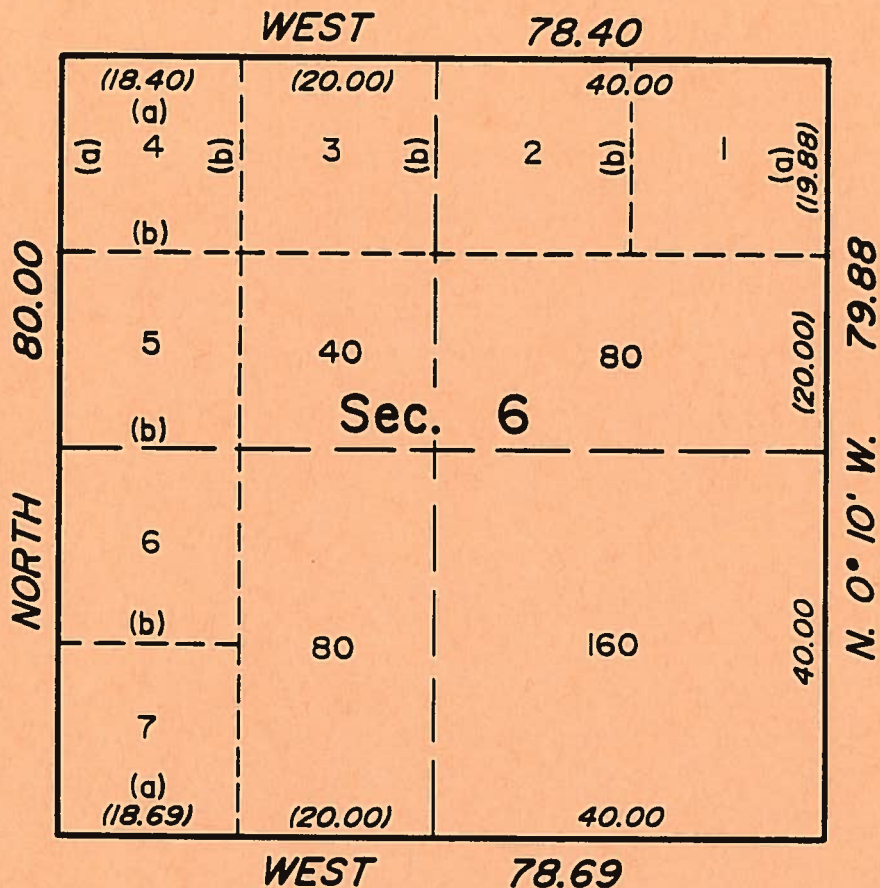 WEST 78.40
(18.40) (20.00) 40.00
(a)
(a) 4 (b) 3 (b) 2 (b) 1 (a) (19.88)
(b)
NORTH 80.00
N. 0° 10' W. 79.88
5 40 80 (20.00)
Sec. 6
(b)
6
(b)
80 160 40.00
7
(a)
(18.69) (20.00) 40.00
WEST 78.69